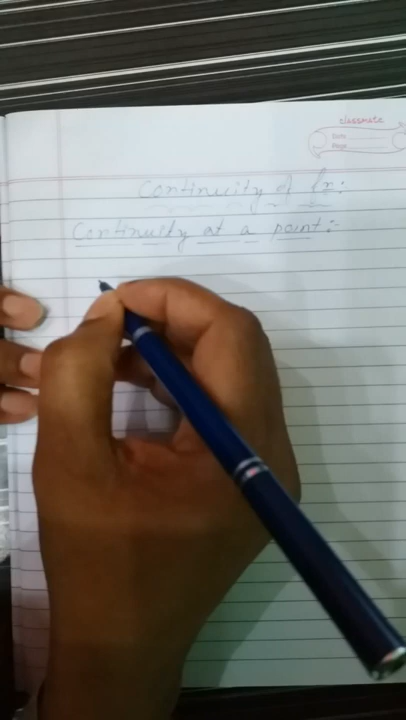 classmate
Date
Page
Continuity of fn:
Continuity at a point:-